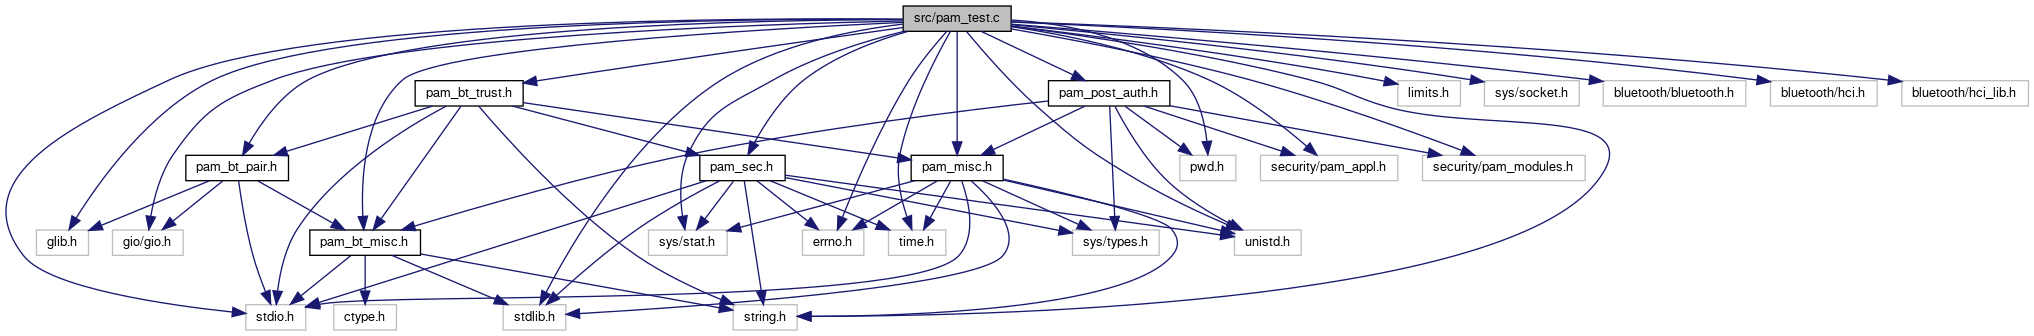 src/pam_test.c
pam_bt_trust.h
pam_post_auth.h
limits.h
sys/socket.h
bluetooth/bluetooth.h
bluetooth/hci.h
bluetooth/hci_lib.h
pam_bt_pair.h
pam_sec.h
pam_misc.h
pwd.h
security/pam_appl.h
security/pam_modules.h
glib.h
gio/gio.h
pam_bt_misc.h
sys/stat.h
errno.h
time.h
sys/types.h
unistd.h
stdio.h
ctype.h
stdlib.h
string.h